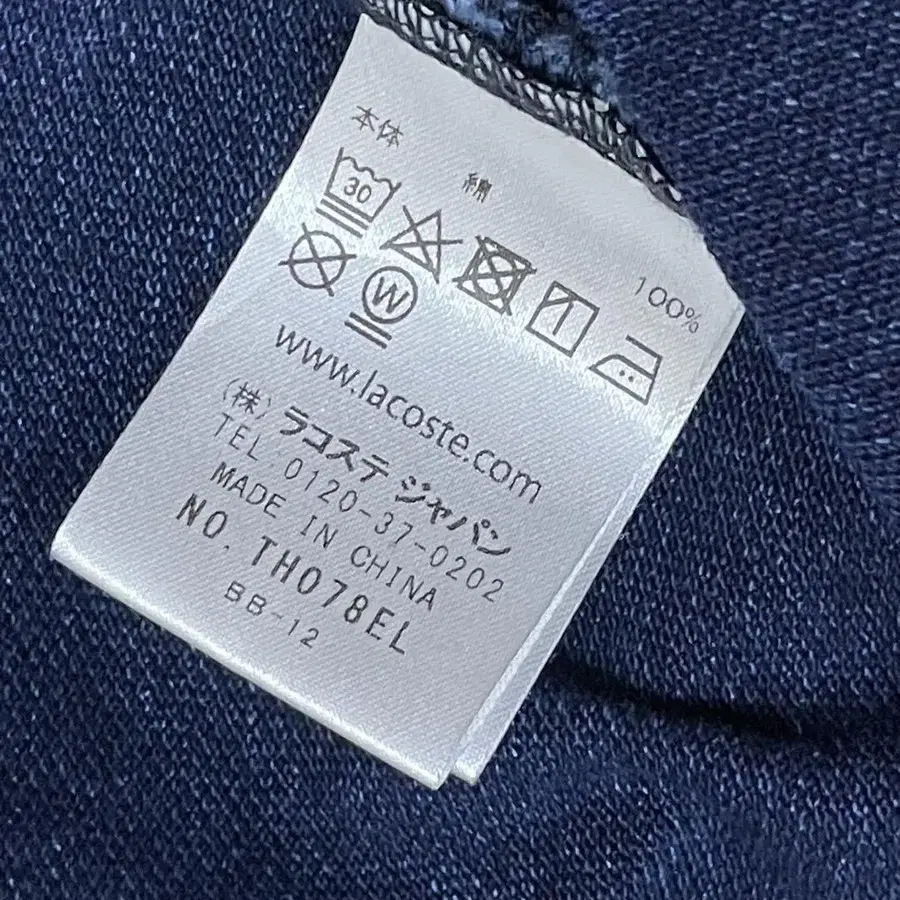 本体
綿 100%
30
W
www.lacoste.com
(株) ラコステ ジャパン
TEL.0120-37-0202
MADE IN CHINA
NO. TH078EL
BB-12